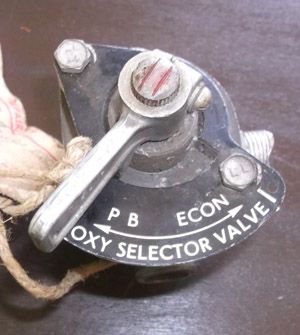 P B ECON
OXY SELECTOR VALVE I